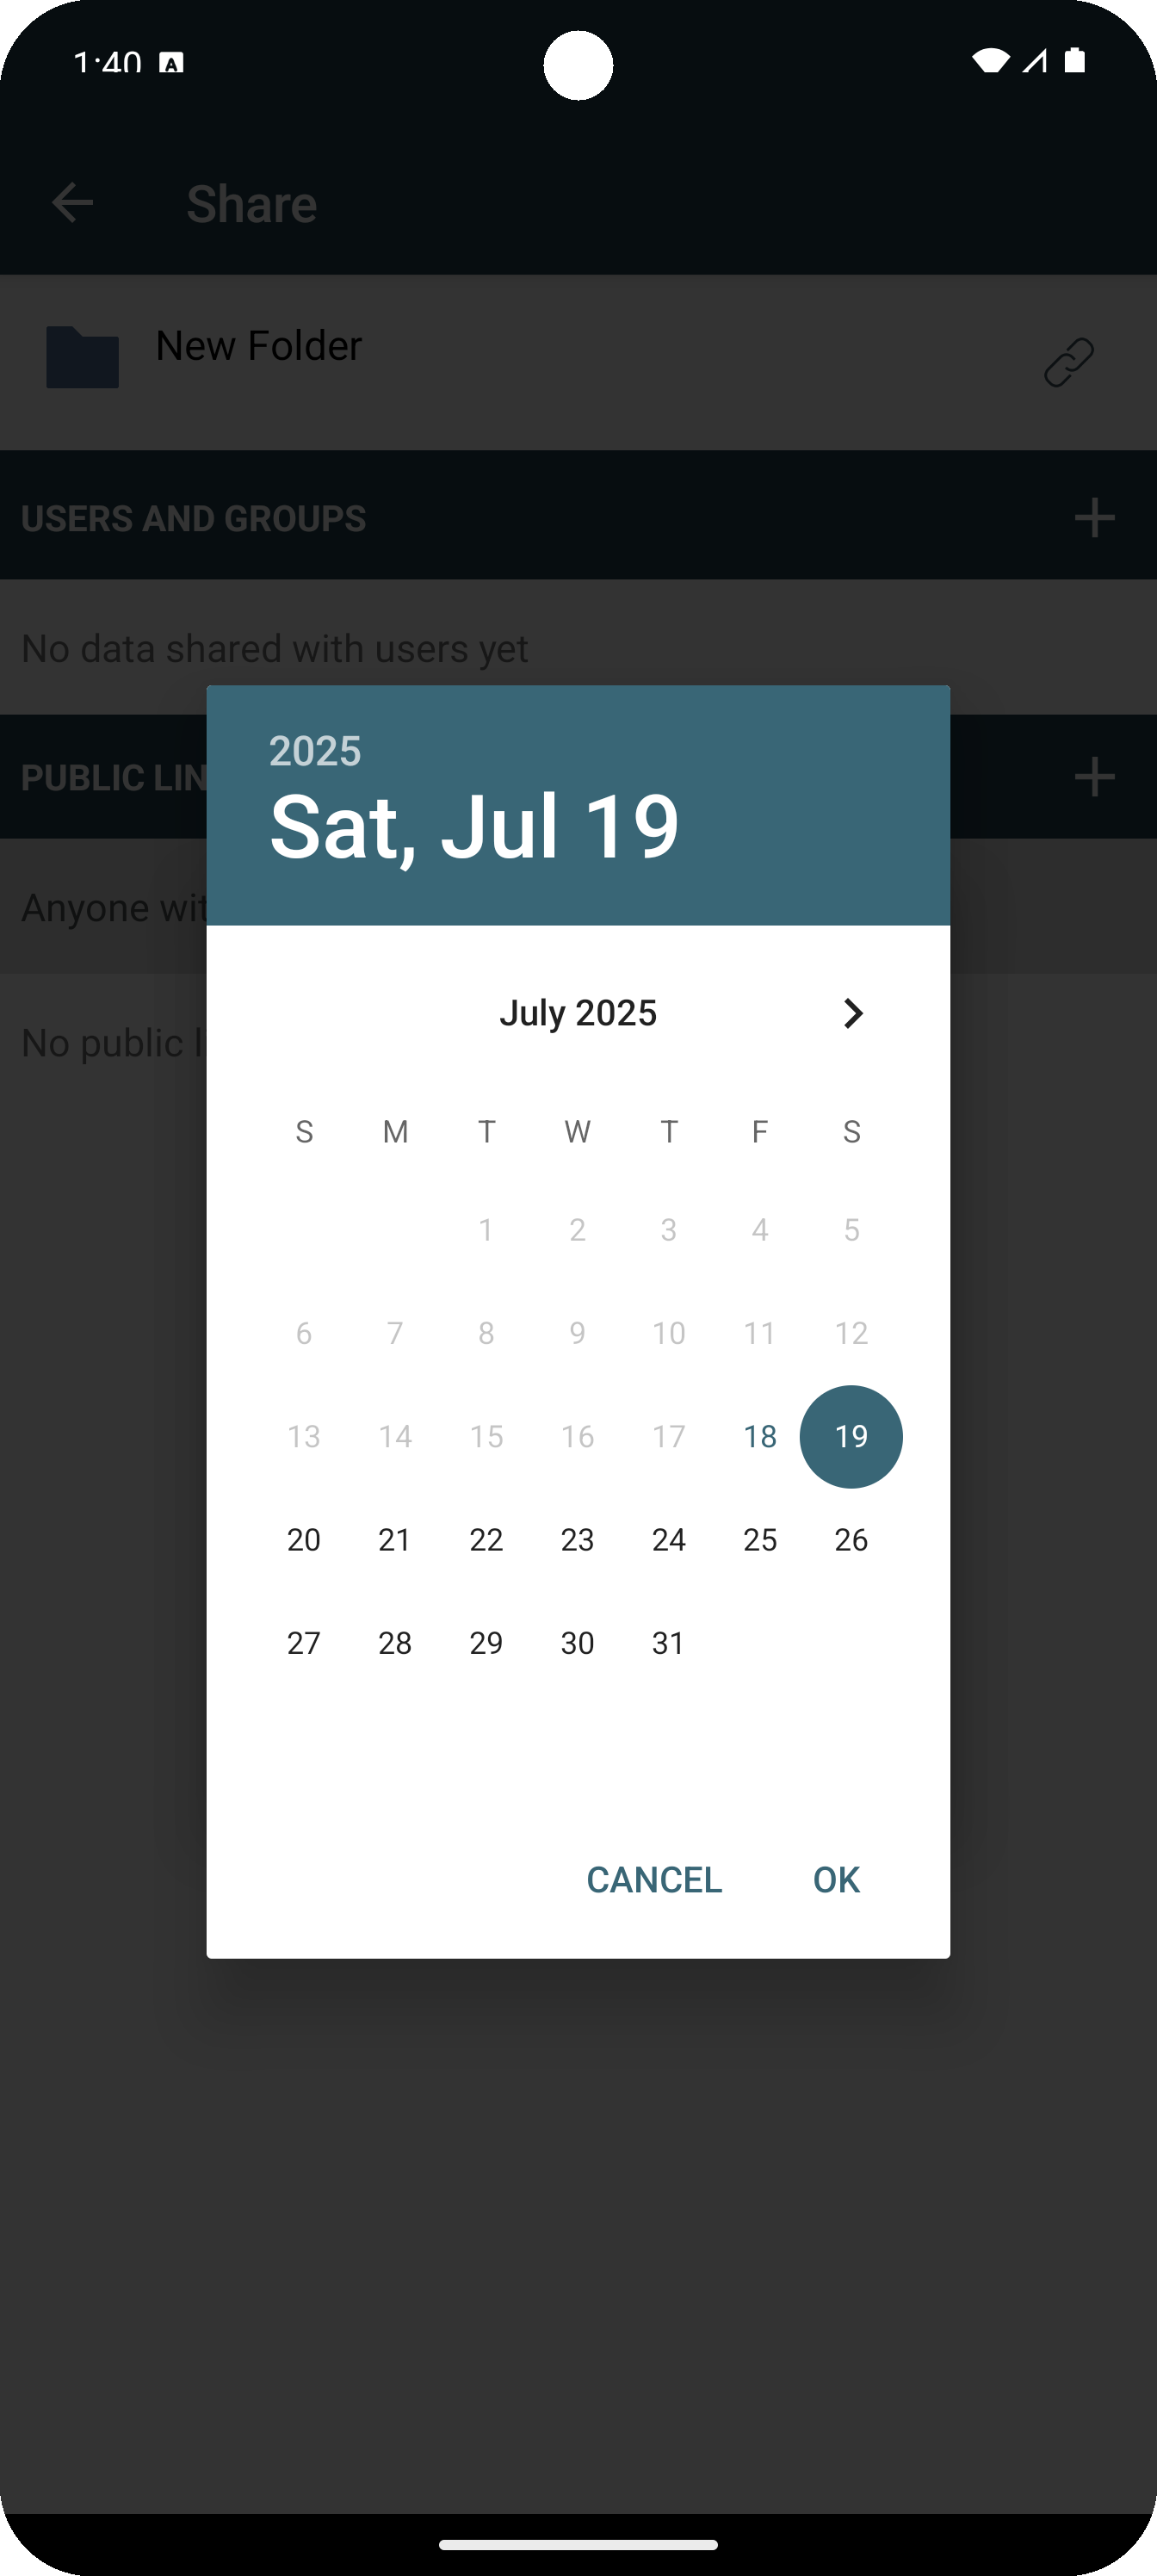 1:40
Share
New Folder
USERS AND GROUPS
No data shared with users yet
PUBLIC LIN
Anyone wit
No public l
2025
Sat, Jul 19
July 2025
S M T W T F S
1 2 3 4 5
6 7 8 9 10 11 12
13 14 15 16 17 18 19
20 21 22 23 24 25 26
27 28 29 30 31
CANCEL OK